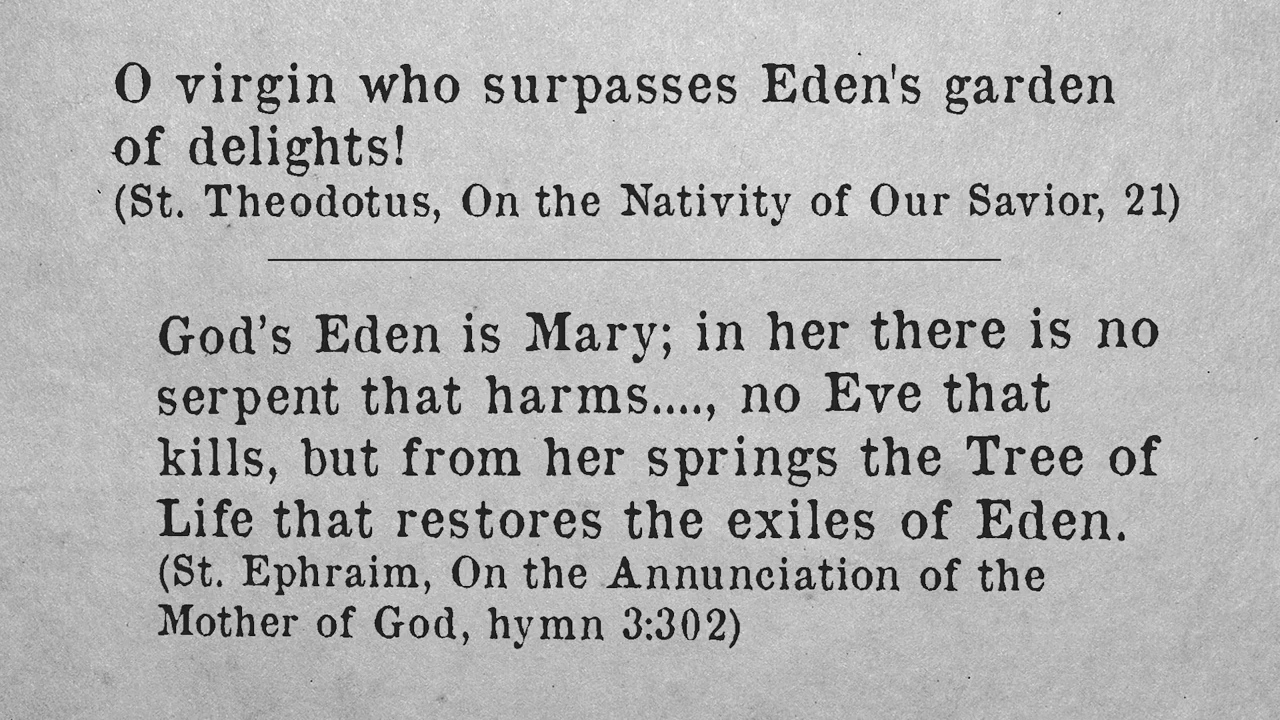 O virgin who surpasses Eden's garden
of delights!
(St. Theodotus, On the Nativity of Our Savior, 21)
God's Eden is Mary; in her there is no
serpent that harms...., no Eve that
kills, but from her springs the Tree of
Life that restores the exiles of Eden.
(St. Ephraim, On the Annunciation of the
Mother of God, hymn 3:302)